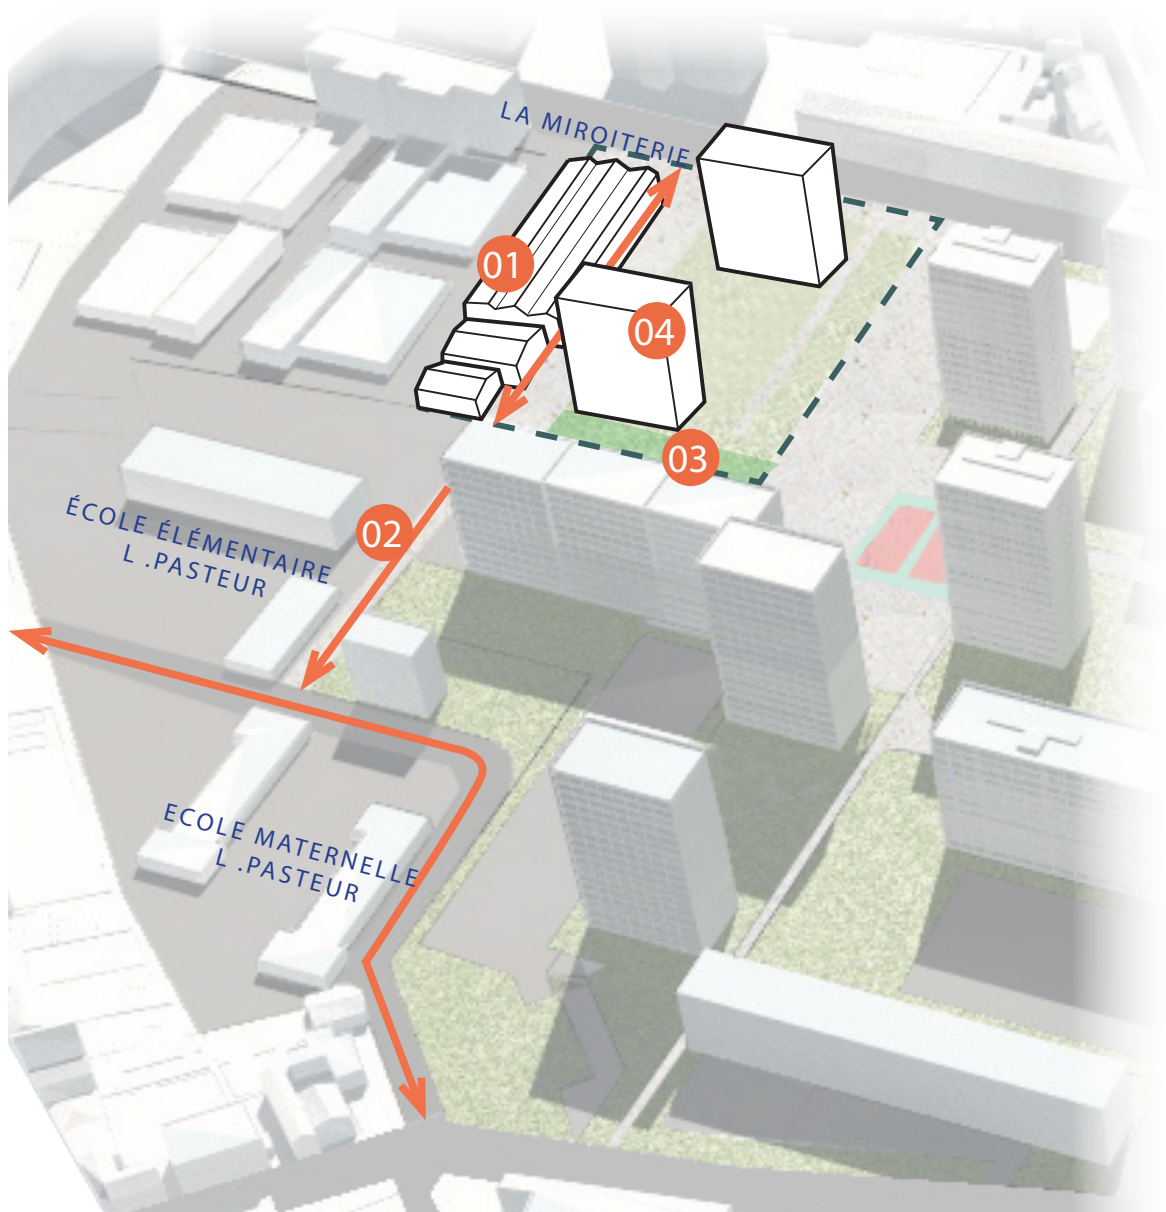 LA MIROITERIE
01
04
03
02
ÉCOLE ÉLÉMENTAIRE
L .PASTEUR
ECOLE MATERNELLE
L .PASTEUR